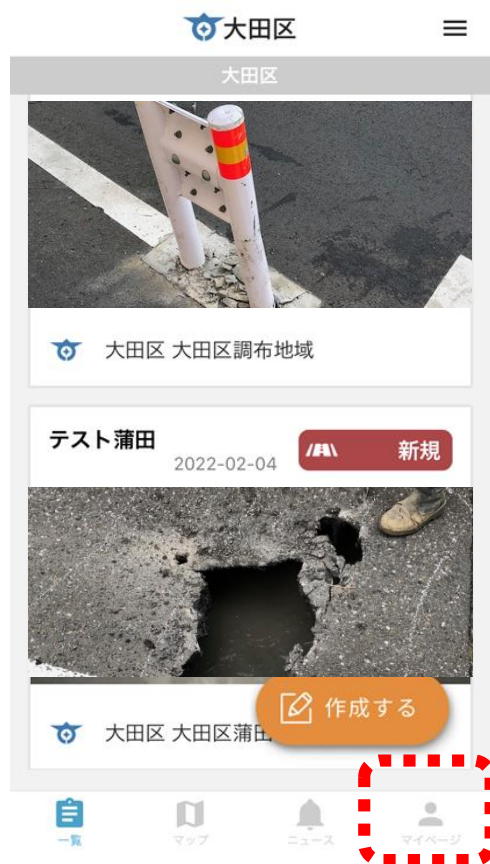 大田区
大田区
大田区 大田区調布地域
テスト蒲田
2022-02-04
新規
作成する
大田区 大田区蒲田
一覧
マップ
ニュース
マイページ